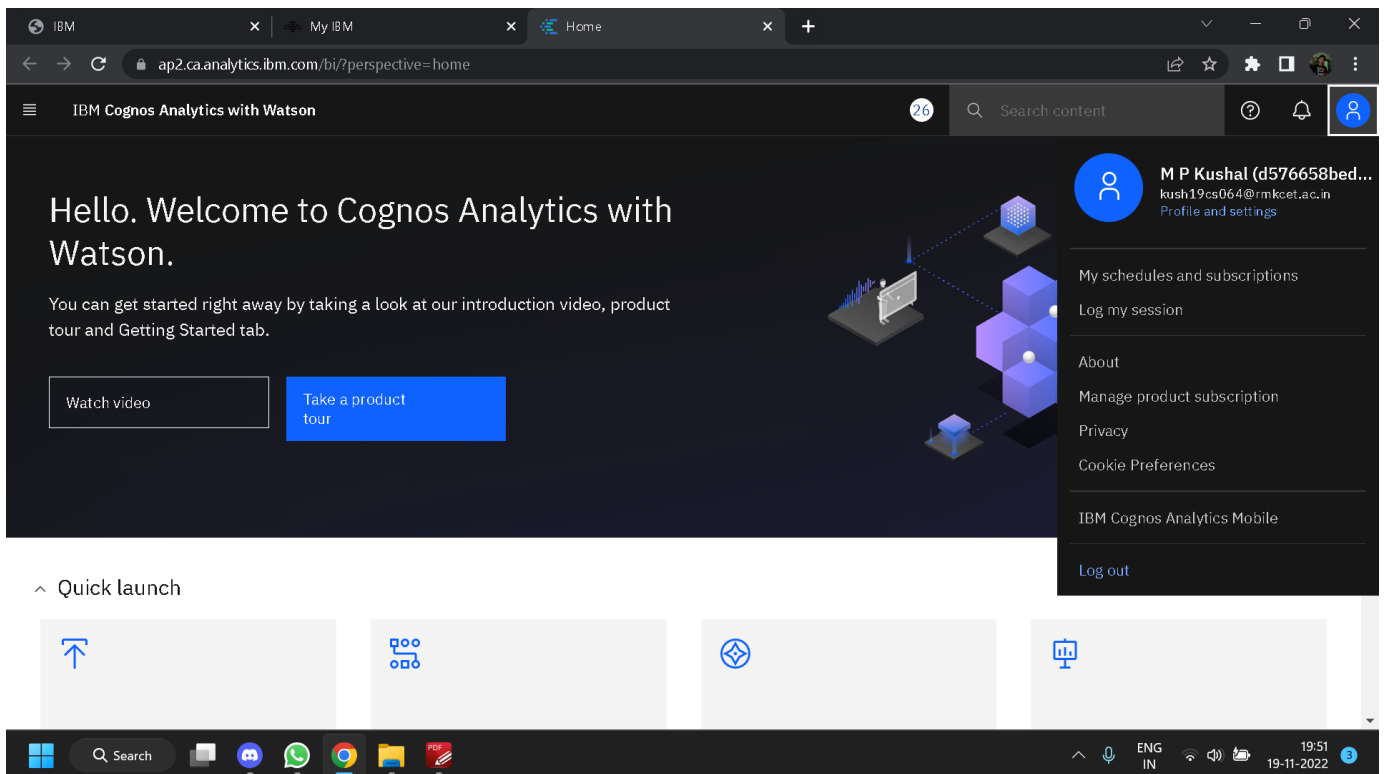 IBM
My IBM
Home
ap2.ca.analytics.ibm.com/bi/?perspective=home
IBM Cognos Analytics with Watson
26
Search content
M P Kushal (d576658bed...
kush19cs064@rmkcet.ac.in
Profile and settings
Hello. Welcome to Cognos Analytics with
Watson.
You can get started right away by taking a look at our introduction video, product
tour and Getting Started tab.
Watch video
Take a product
tour
My schedules and subscriptions
Log my session
About
Manage product subscription
Privacy
Cookie Preferences
IBM Cognos Analytics Mobile
Log out
Quick launch
Search
PDF
ENG
IN
19:51
19-11-2022
3